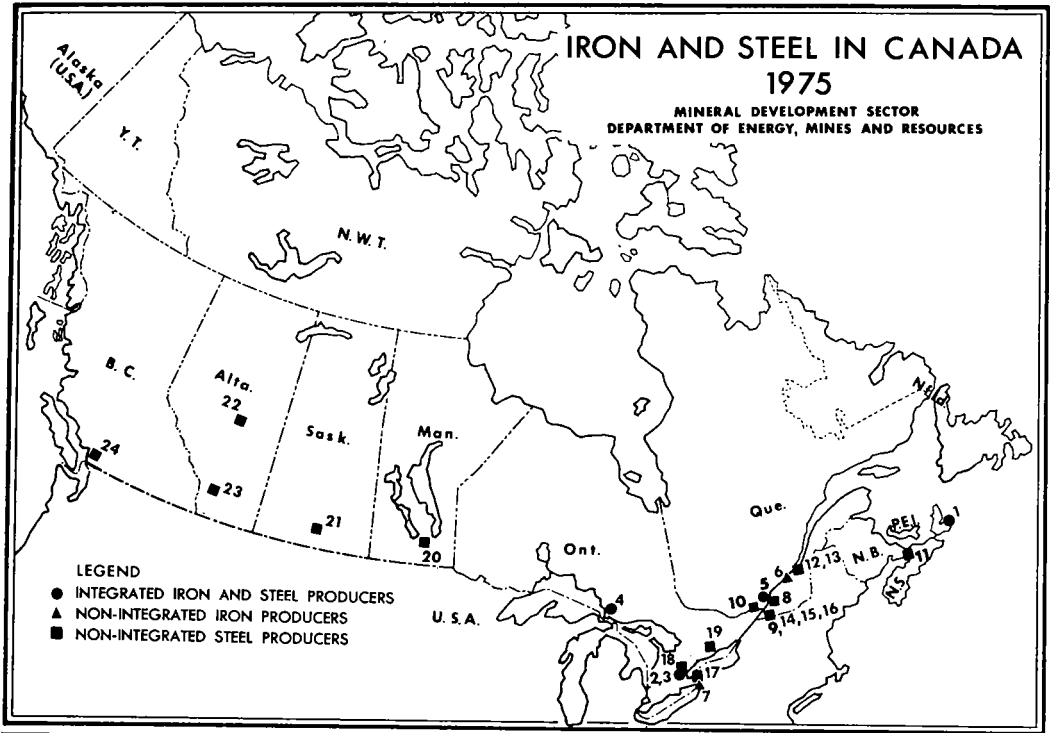 IRON AND STEEL IN CANADA
1975
MINERAL DEVELOPMENT SECTOR
DEPARTMENT OF ENERGY, MINES AND RESOURCES
Alaska
(U.S.A.)
Y. T.
N. W. T.
B. C.
Alta.
22
Sask.
Man.
24
23
21
20
Ont.
Que.
Nfld.
P.E.I.
1
N. B.
11
N.S.
12, 13
6
5
8
10
9, 14, 15, 16
4
U. S. A.
19
18
2,3
17
7
LEGEND
INTEGRATED IRON AND STEEL PRODUCERS
NON-INTEGRATED IRON PRODUCERS
NON-INTEGRATED STEEL PRODUCERS